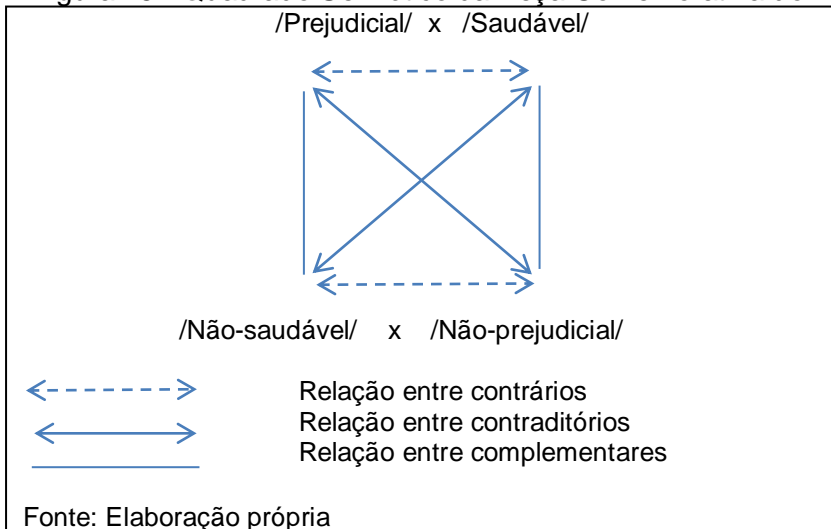 /Prejudicial/ x /Saudável/
/Não-saudável/ x /Não-prejudicial/
Relação entre contrários
Relação entre contraditórios
Relação entre complementares
Fonte: Elaboração própria